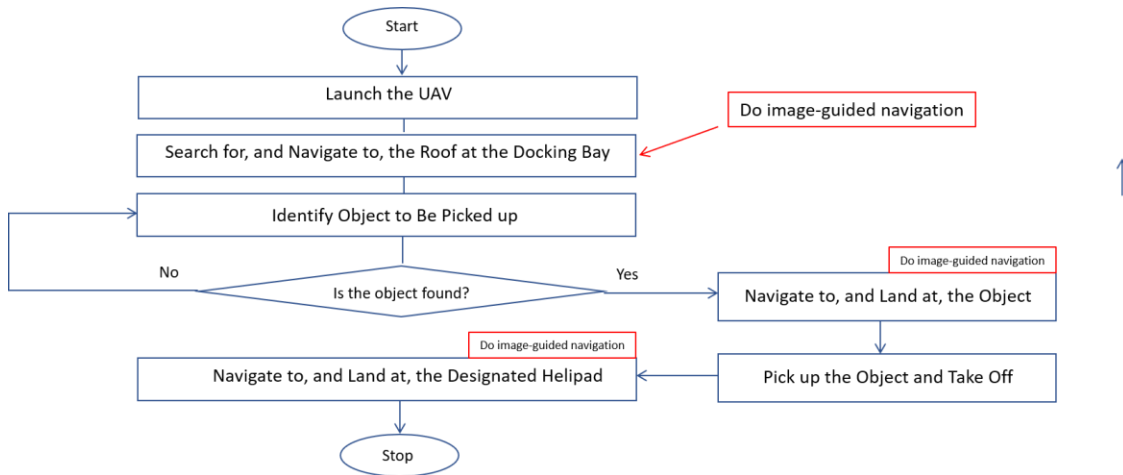 Start
Launch the UAV
Do image-guided navigation
Search for, and Navigate to, the Roof at the Docking Bay
Identify Object to Be Picked up
No
Is the object found?
Yes
Do image-guided navigation
Navigate to, and Land at, the Object
Do image-guided navigation
Navigate to, and Land at, the Designated Helipad
Pick up the Object and Take Off
Stop